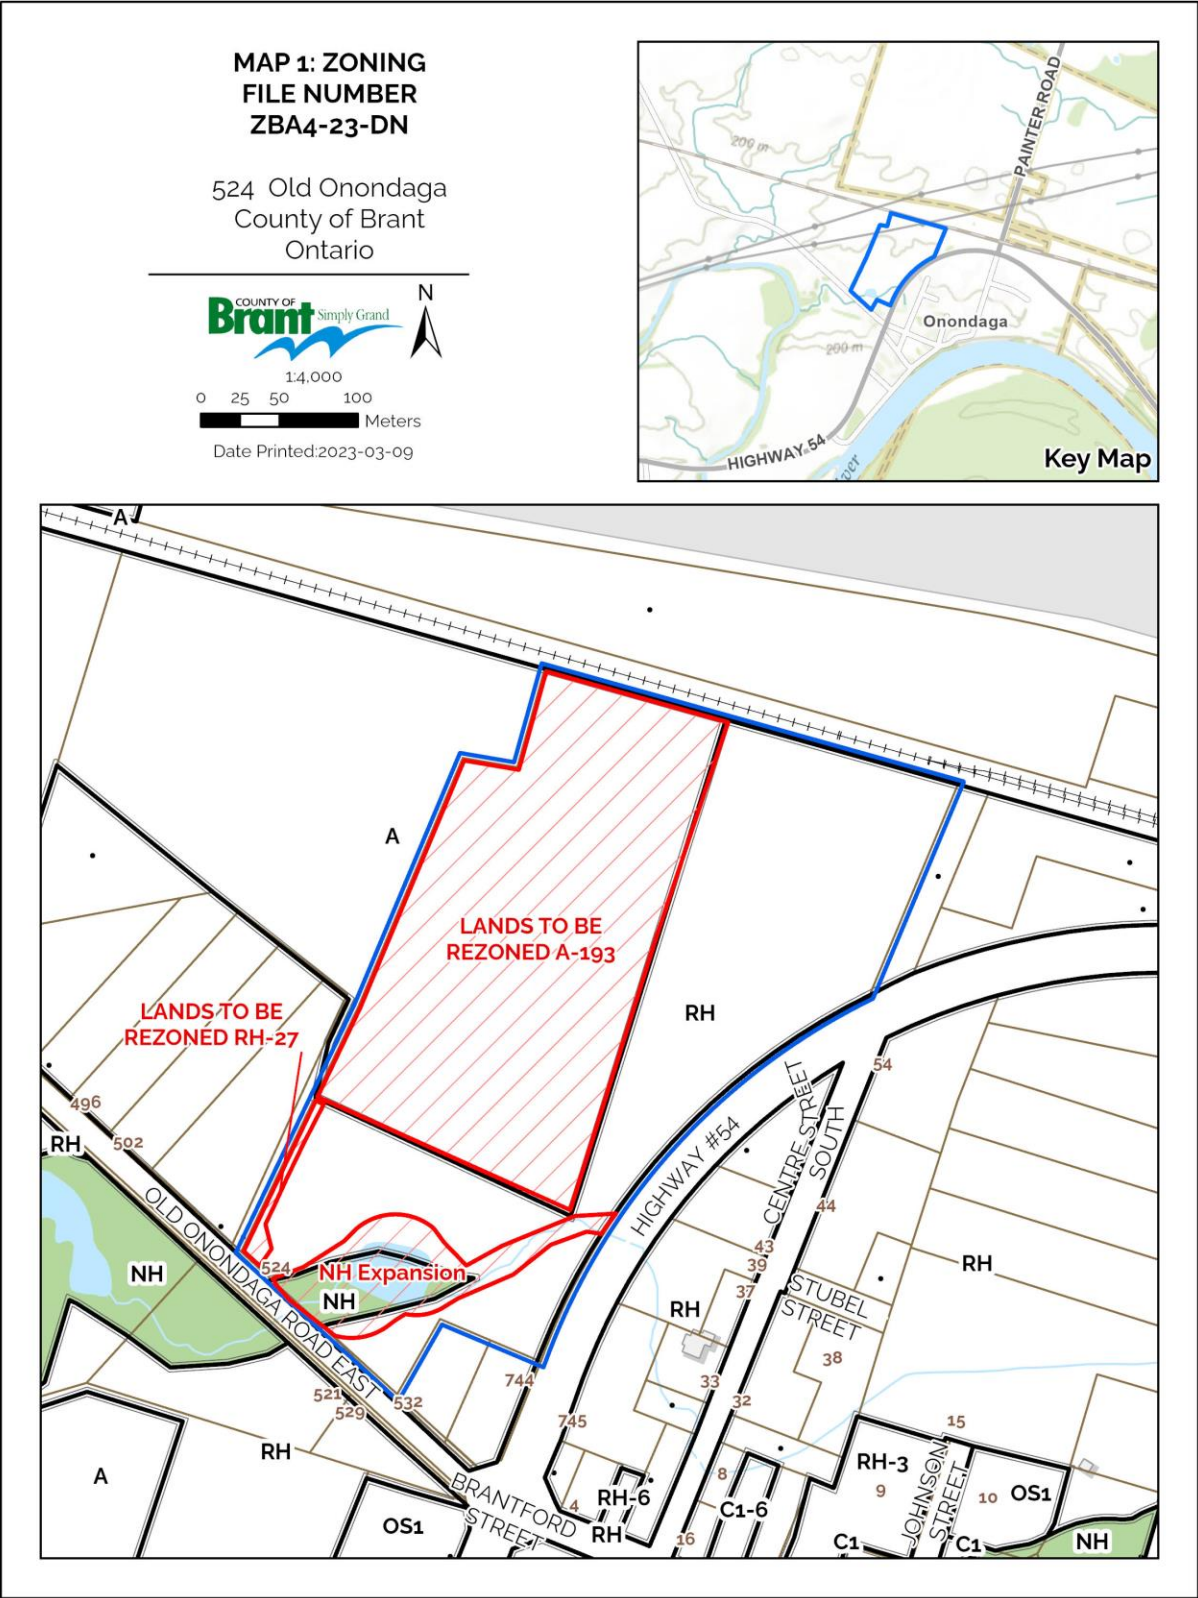 MAP 1: ZONING
FILE NUMBER
ZBA4-23-DN
524 Old Onondaga
County of Brant
Ontario
COUNTY OF
Brant
Simply Grand
N
1:4,000
0 25 50 100
Meters
Date Printed:2023-03-09
PAINTER ROAD
200 m
Onondaga
200 m
HIGHWAY 54
Key Map
A
A
LANDS TO BE
REZONED A-193
LANDS TO BE
REZONED RH-27
RH
496
502
RH
OLD ONONDAGA ROAD EAST
NH
524
NH Expansion
NH
HIGHWAY #54
CENTRE STREET
SOUTH
54
44
43
39
37
STUBEL
STREET
RH
RH
38
33
32
744
745
532
521
529
RH
A
OS1
BRANTFORD
STREET
4
RH-6
RH
8
16
C1-6
15
RH-3
9
JOHNSON
STREET
10
OS1
C1
C1
NH